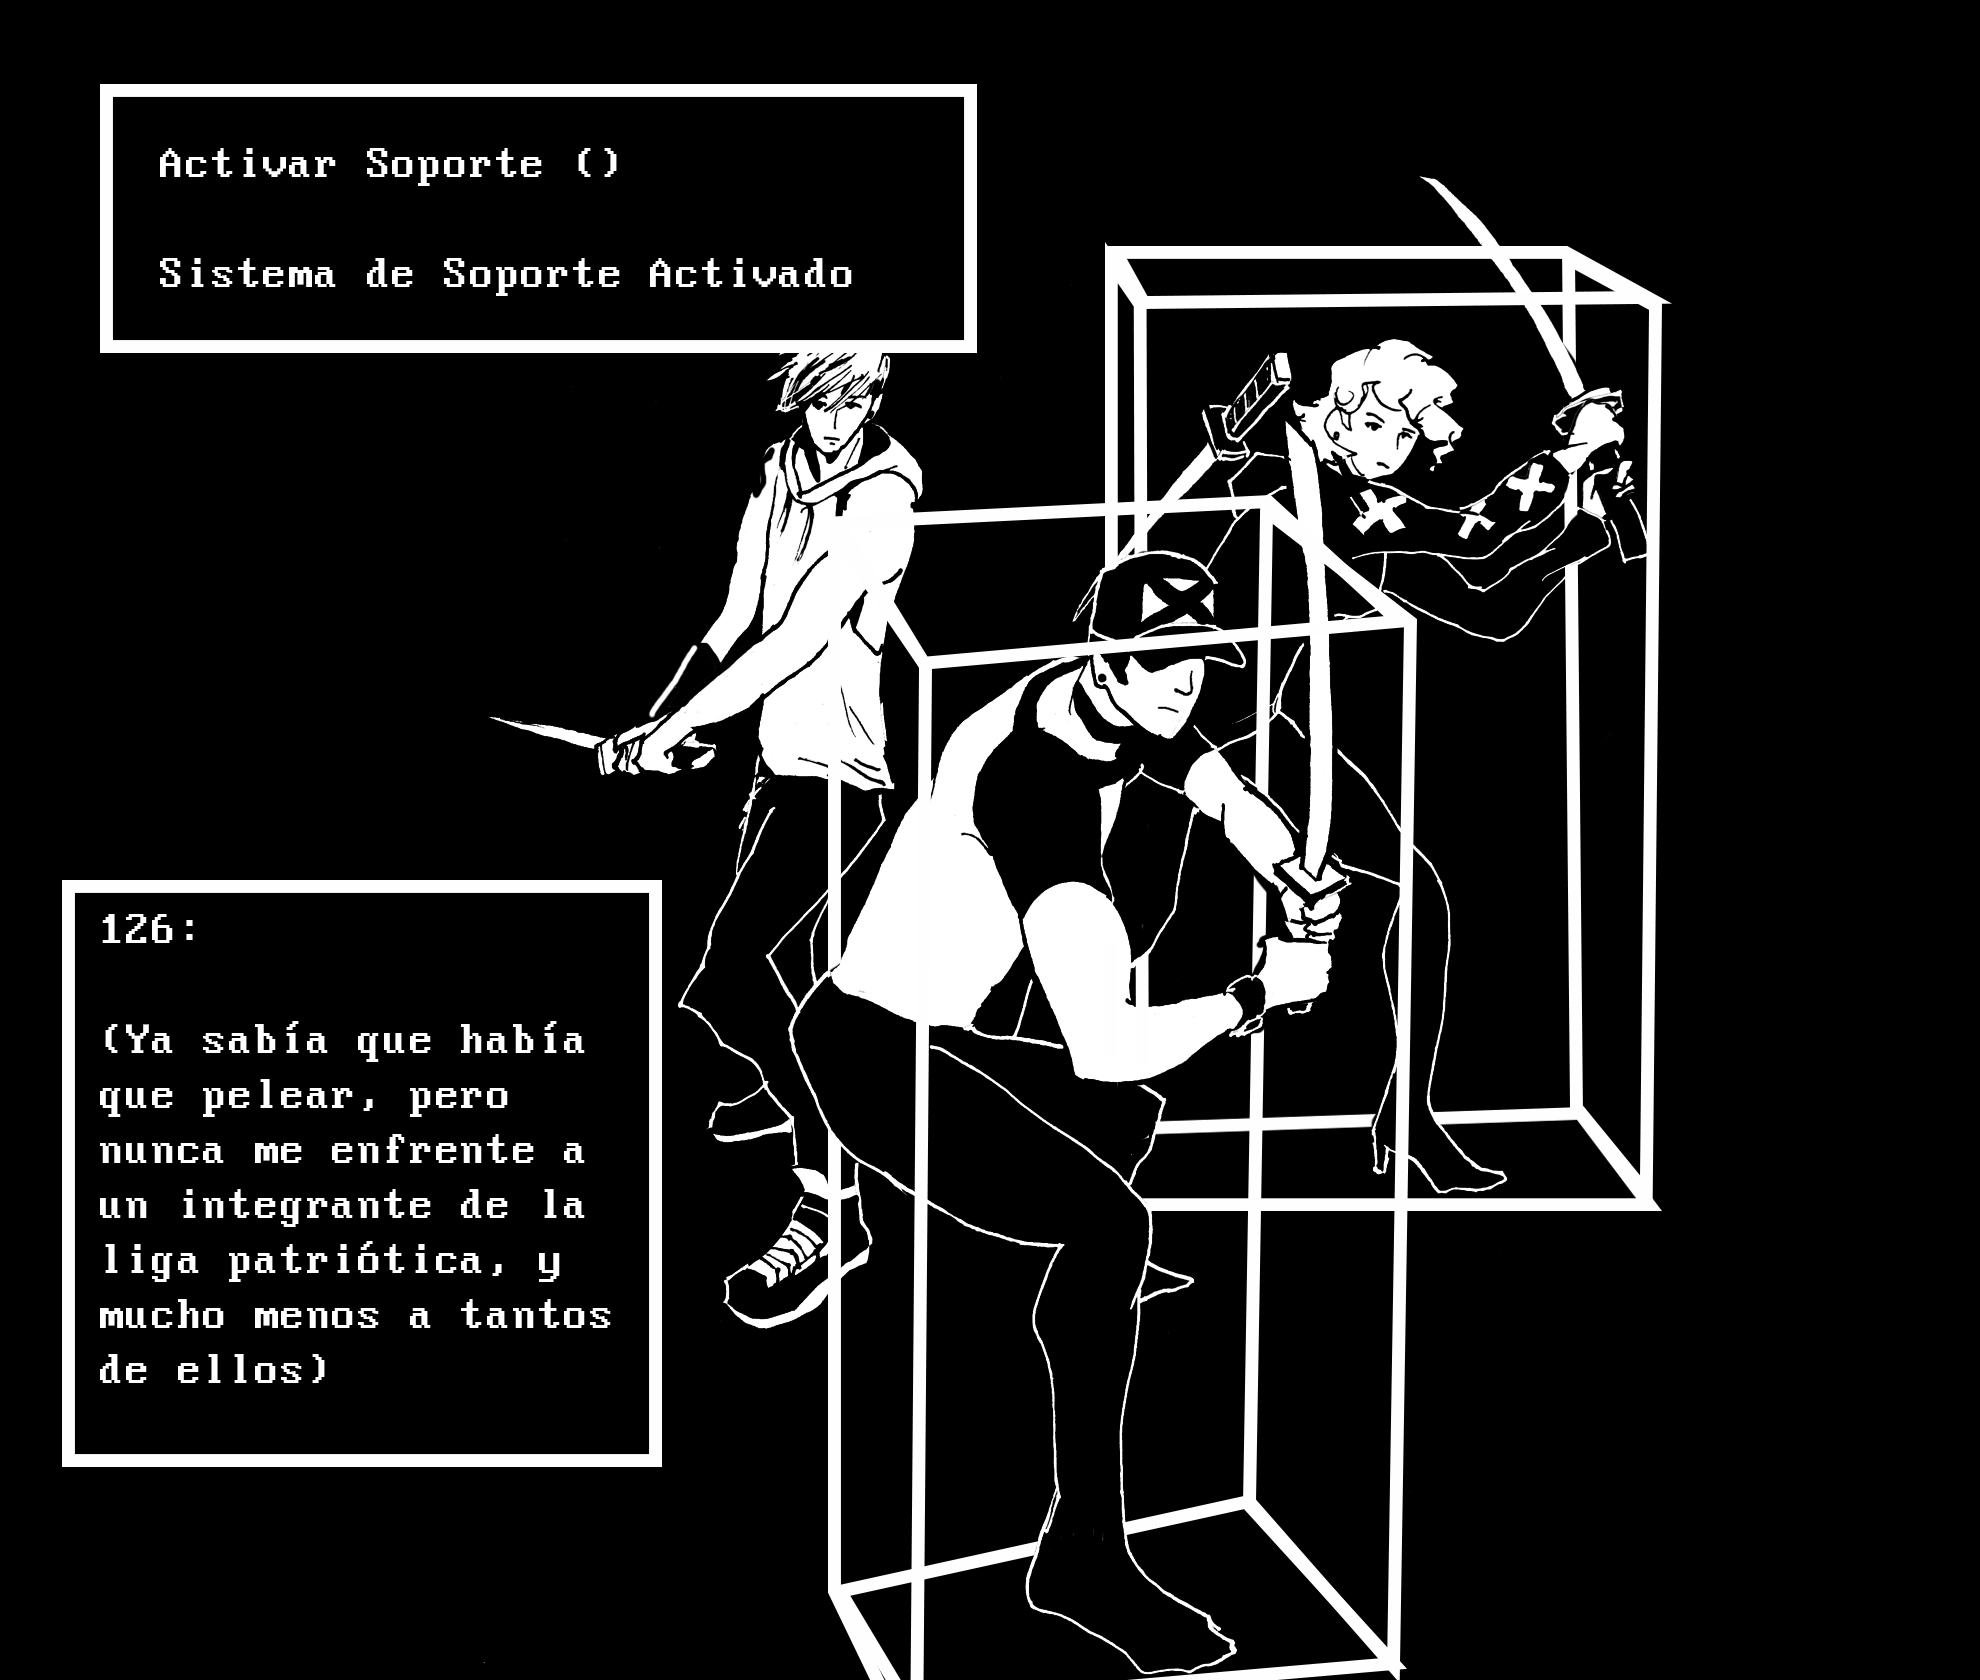 Activar Soporte ()
Sistema de Soporte Activado
126:
(Ya sabía que había
que pelear, pero
nunca me enfrente a
un integrante de la
liga patriótica, y
mucho menos a tantos
de ellos)